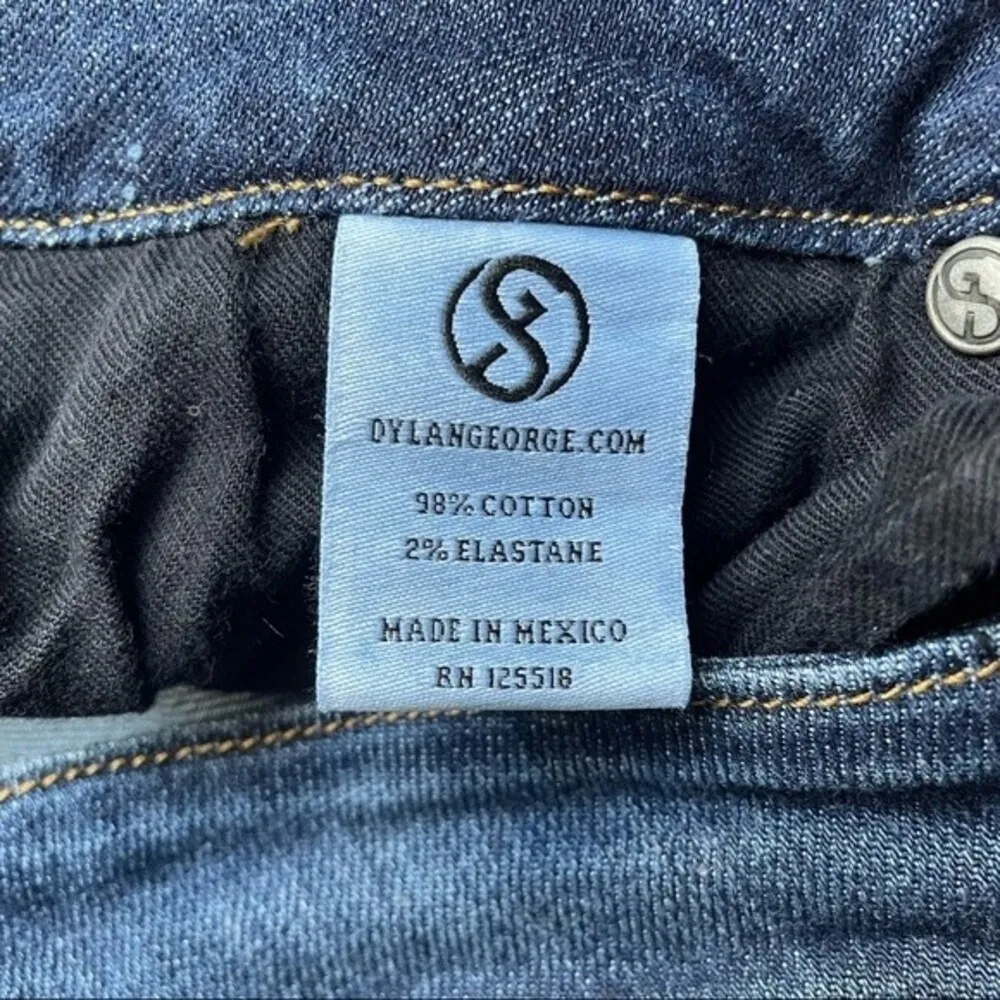 DYLANGEORGE.COM
98% COTTON
2% ELASTANE
MADE IN MEXICO
RN 125518